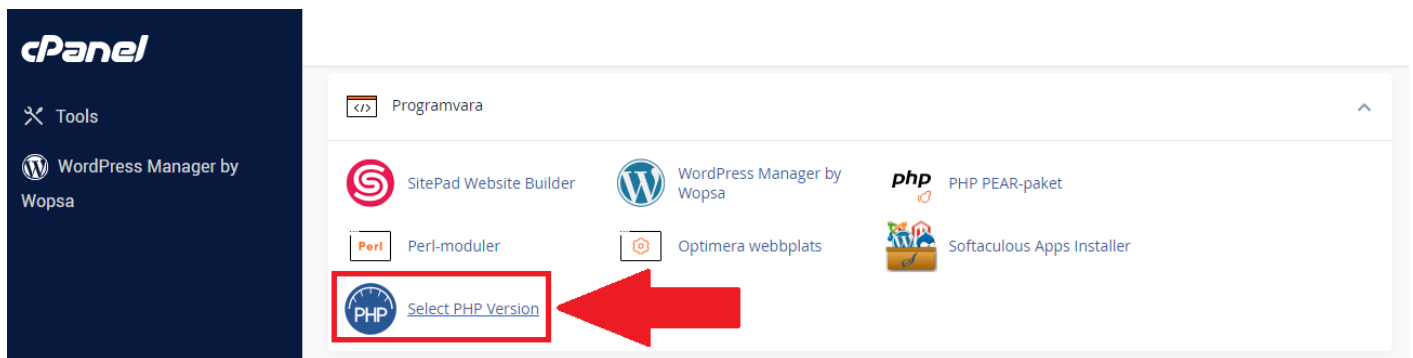 cPanel
Tools
WordPress Manager by
Wopsa
</> Programvara
SitePad Website Builder
WordPress Manager by
Wopsa
php PHP PEAR-paket
Perl Perl-moduler
Optimera webbplats
Softaculous Apps Installer
PHP Select PHP Version